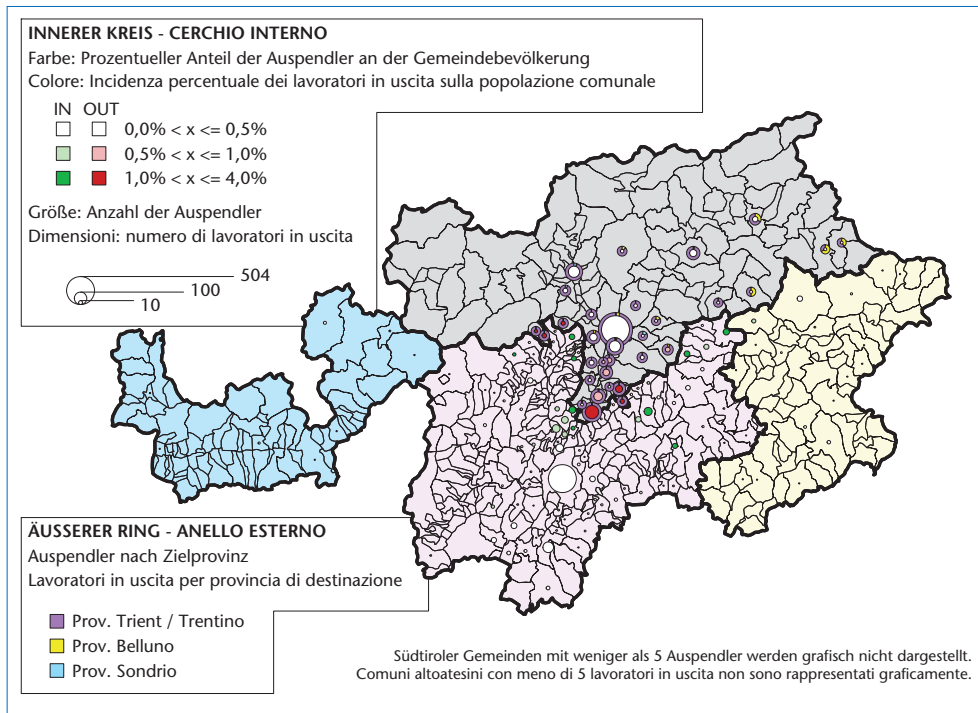 INNERER KREIS - CERCHIO INTERNO
Farbe: Prozentueller Anteil der Auspendler an der Gemeindebevölkerung
Colore: Incidenza percentuale dei lavoratori in uscita sulla popolazione comunale
IN OUT
0,0% < x <= 0,5%
0,5% < x <= 1,0%
1,0% < x <= 4,0%
Größe: Anzahl der Auspendler
Dimensioni: numero di lavoratori in uscita
504
100
10
ÄUSSERER RING - ANELLO ESTERNO
Auspendler nach Zielprovinz
Lavoratori in uscita per provincia di destinazione
Prov. Trient / Trentino
Prov. Belluno
Prov. Sondrio
Südtiroler Gemeinden mit weniger als 5 Auspendler werden grafisch nicht dargestellt.
Comuni altoatesini con meno di 5 lavoratori in uscita non sono rappresentati graficamente.